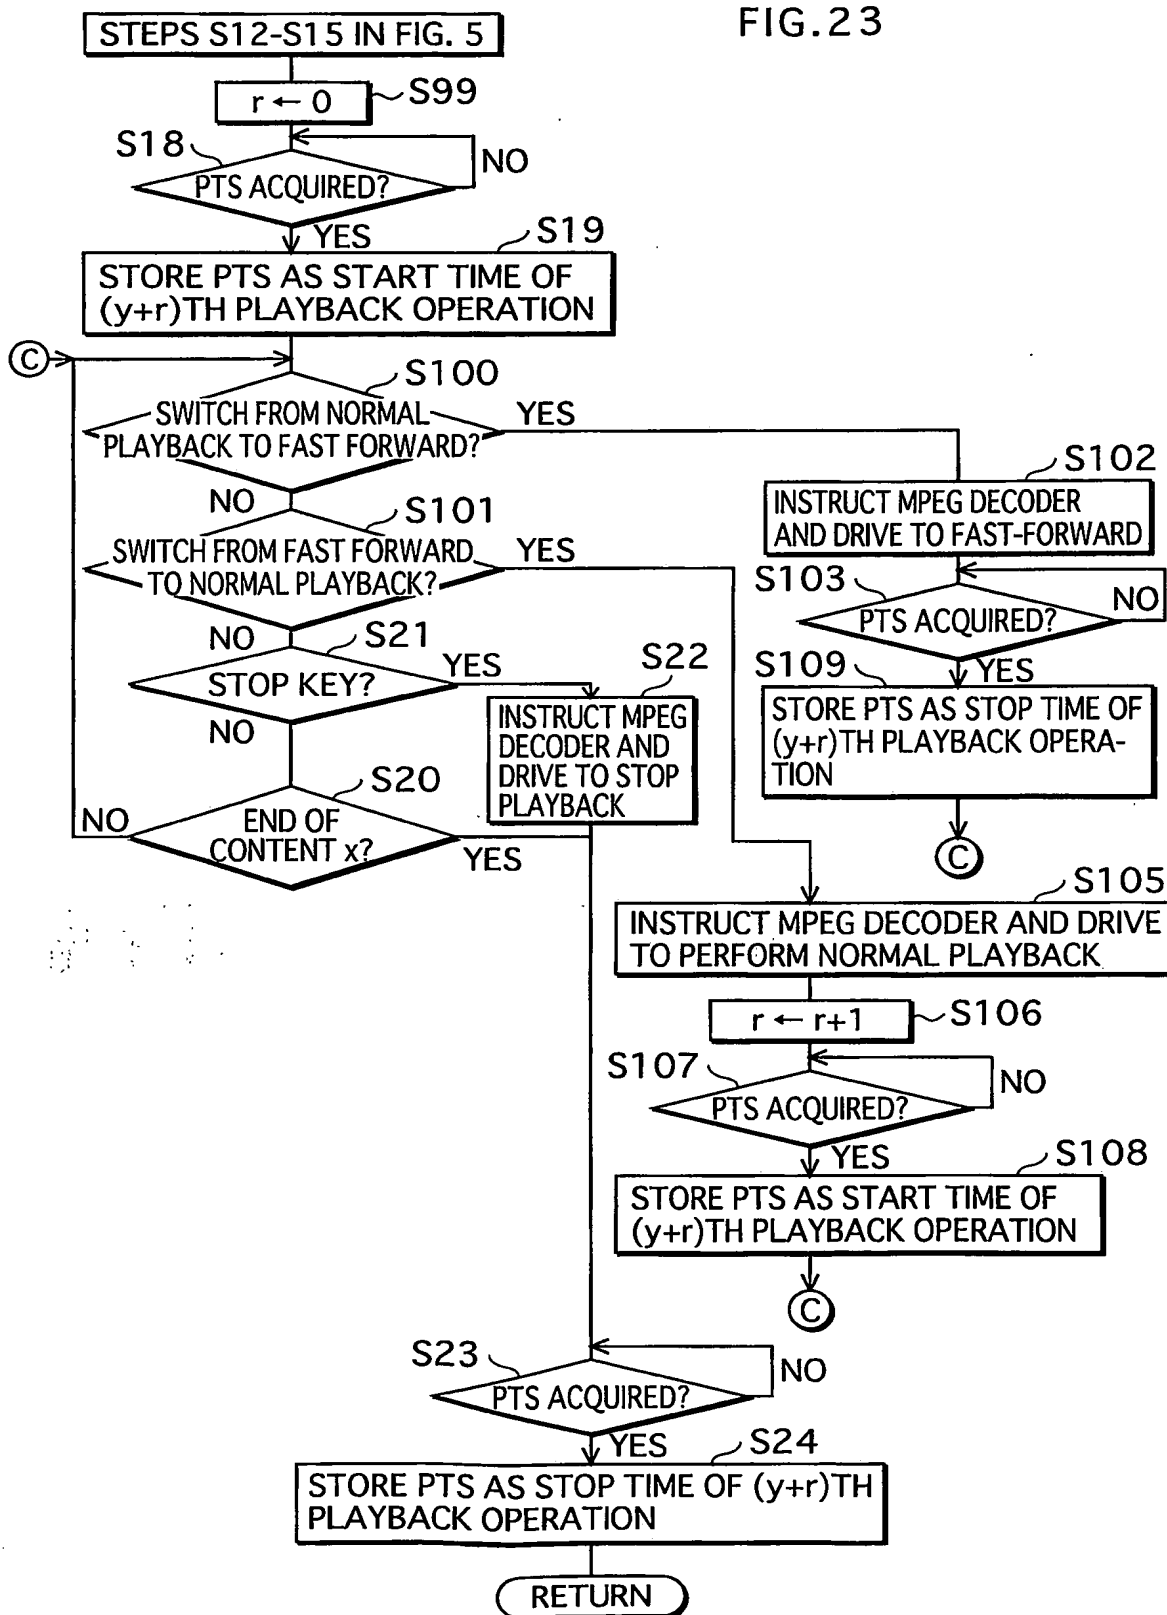 FIG.23
STEPS S12-S15 IN FIG. 5
r ← 0
S99
S18
PTS ACQUIRED?
NO
YES
S19
STORE PTS AS START TIME OF
(y+r)TH PLAYBACK OPERATION
C
S100
SWITCH FROM NORMAL
PLAYBACK TO FAST FORWARD?
YES
NO
S101
SWITCH FROM FAST FORWARD
TO NORMAL PLAYBACK?
YES
NO
S21
STOP KEY?
YES
NO
S22
INSTRUCT MPEG
DECODER AND
DRIVE TO STOP
PLAYBACK
S20
END OF
CONTENT x?
NO
YES
S102
INSTRUCT MPEG DECODER
AND DRIVE TO FAST-FORWARD
S103
PTS ACQUIRED?
NO
YES
S109
STORE PTS AS STOP TIME OF
(y+r)TH PLAYBACK OPERA-
TION
C
S105
INSTRUCT MPEG DECODER AND DRIVE
TO PERFORM NORMAL PLAYBACK
r ← r+1
S106
S107
PTS ACQUIRED?
NO
YES
S108
STORE PTS AS START TIME OF
(y+r)TH PLAYBACK OPERATION
C
S23
PTS ACQUIRED?
NO
YES
S24
STORE PTS AS STOP TIME OF (y+r)TH
PLAYBACK OPERATION
RETURN